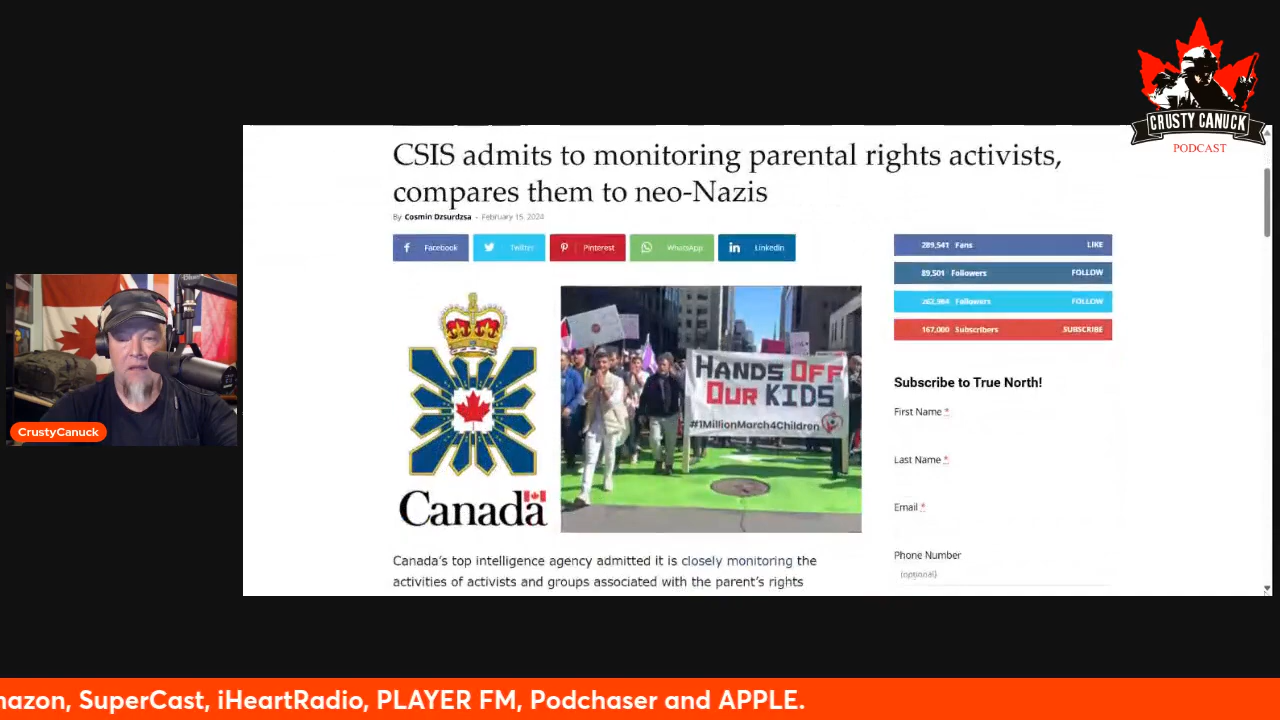 CRUSTY CANUCK
PODCAST
CSIS admits to monitoring parental rights activists,
compares them to neo-Nazis
By Cosmin Dzsurdzsa - February 15, 2024
Facebook
Twitter
Pinterest
WhatsApp
Linkedin
289,541 Fans LIKE
89,501 Followers FOLLOW
262,984 Followers FOLLOW
167,000 Subscribers SUBSCRIBE
HANDS OFF
OUR KIDS
#1MillionMarch4Children
Canada
Subscribe to True North!
First Name *
Last Name *
Email *
Phone Number
(optional)
Canada's top intelligence agency admitted it is closely monitoring the
activities of activists and groups associated with the parent's rights
CrustyCanuck
mazon, SuperCast, iHeartRadio, PLAYER FM, Podchaser and APPLE.